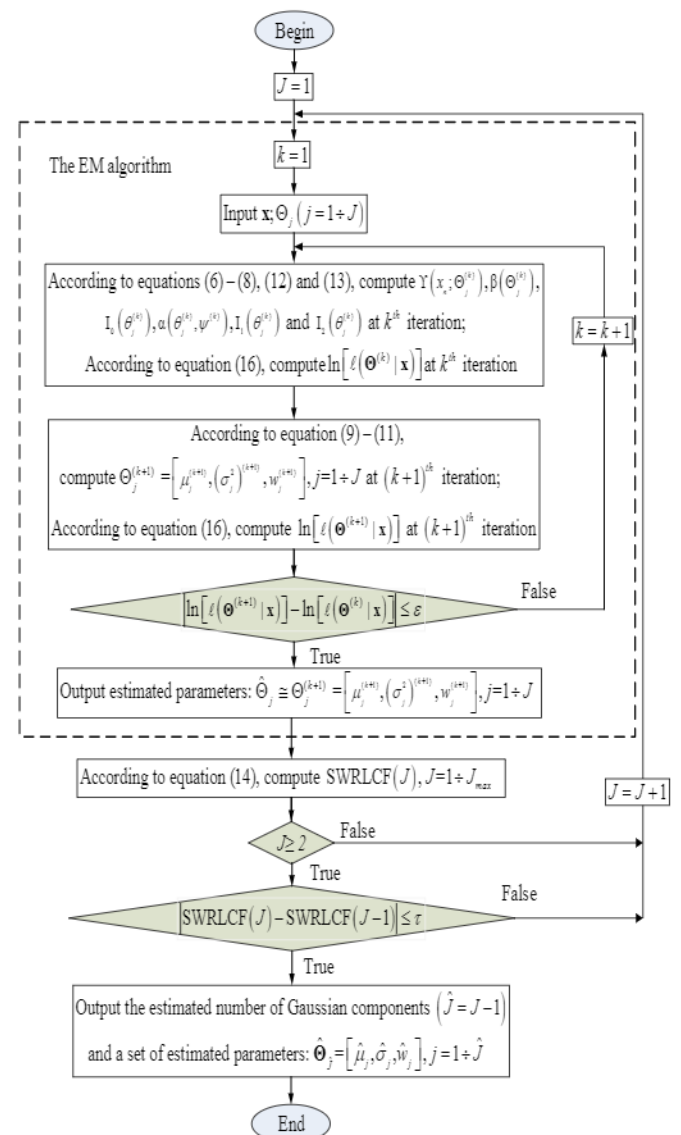 Begin
J=1
The EM algorithm
k=1
Input x;Θ_j (j=1÷J)
According to equations (6)–(8), (12) and (13), compute Υ(x_n;Θ_j^(k)),β(Θ_j^(k)),
I_0(θ_j^(k)),α(θ_j^(k),ψ^(k)),I_1(θ_j^(k)) and I_2(θ_j^(k)) at k^th iteration;
According to equation (16), compute ln[ℓ(Θ^(k)|x)] at k^th iteration
k=k+1
According to equation (9)–(11),
compute Θ_j^(k+1)=[μ_j^(k+1),(σ_j^2)^(k+1),w_j^(k+1)],j=1÷J at (k+1)^th iteration;
According to equation (16), compute ln[ℓ(Θ^(k+1)|x)] at (k+1)^th iteration
|ln[ℓ(Θ^(k+1)|x)]–ln[ℓ(Θ^(k)|x)]|≤ε
False
True
Output estimated parameters: Θ̂_j≅Θ_j^(k+1)=[μ_j^(k+1),(σ_j^2)^(k+1),w_j^(k+1)],j=1÷J
According to equation (14), compute SWRLCF(J),J=1÷J_max
J=J+1
J≥2
False
True
|SWRLCF(J)–SWRLCF(J–1)|≤τ
False
True
Output the estimated number of Gaussian components (Ĵ=J–1)
and a set of estimated parameters: Θ̂_j=[μ̂_j,σ̂_j,ŵ_j],j=1÷Ĵ
End